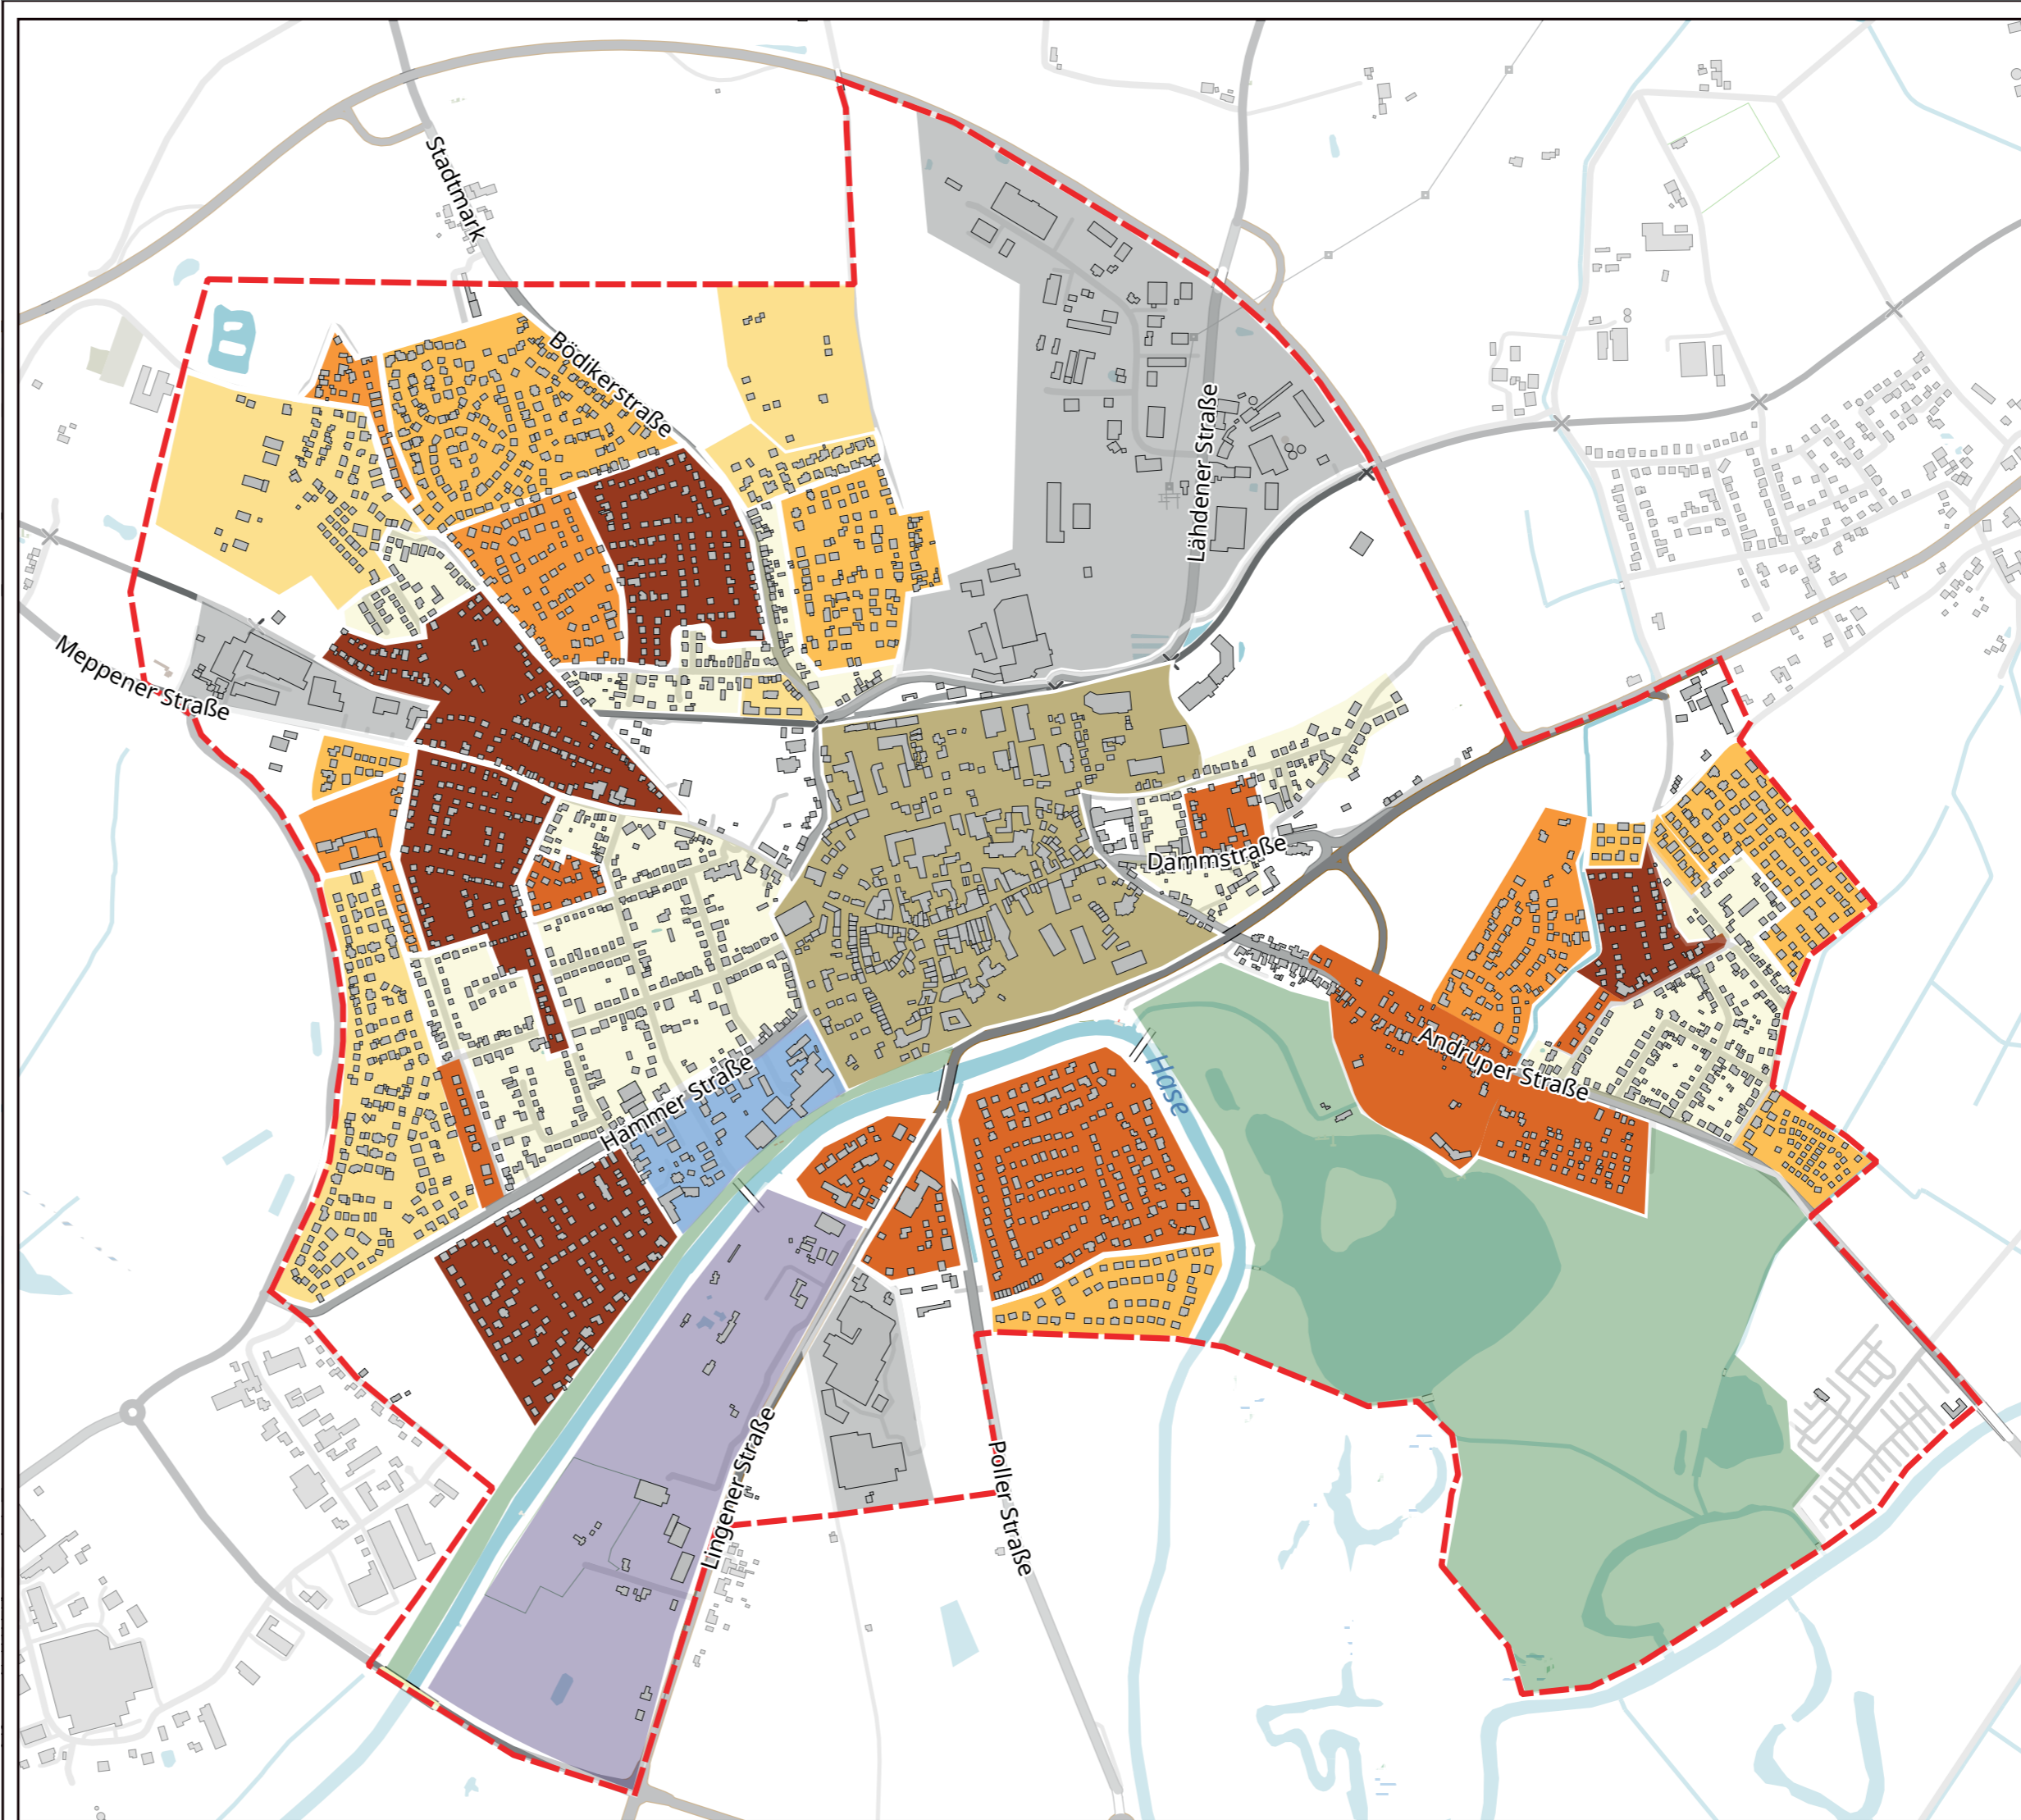 Stadtmark
Bödikerstraße
Lähdener Straße
Meppener Straße
Dammstraße
Andruper Straße
Hase
Hammer Straße
Lingener Straße
Poller Straße